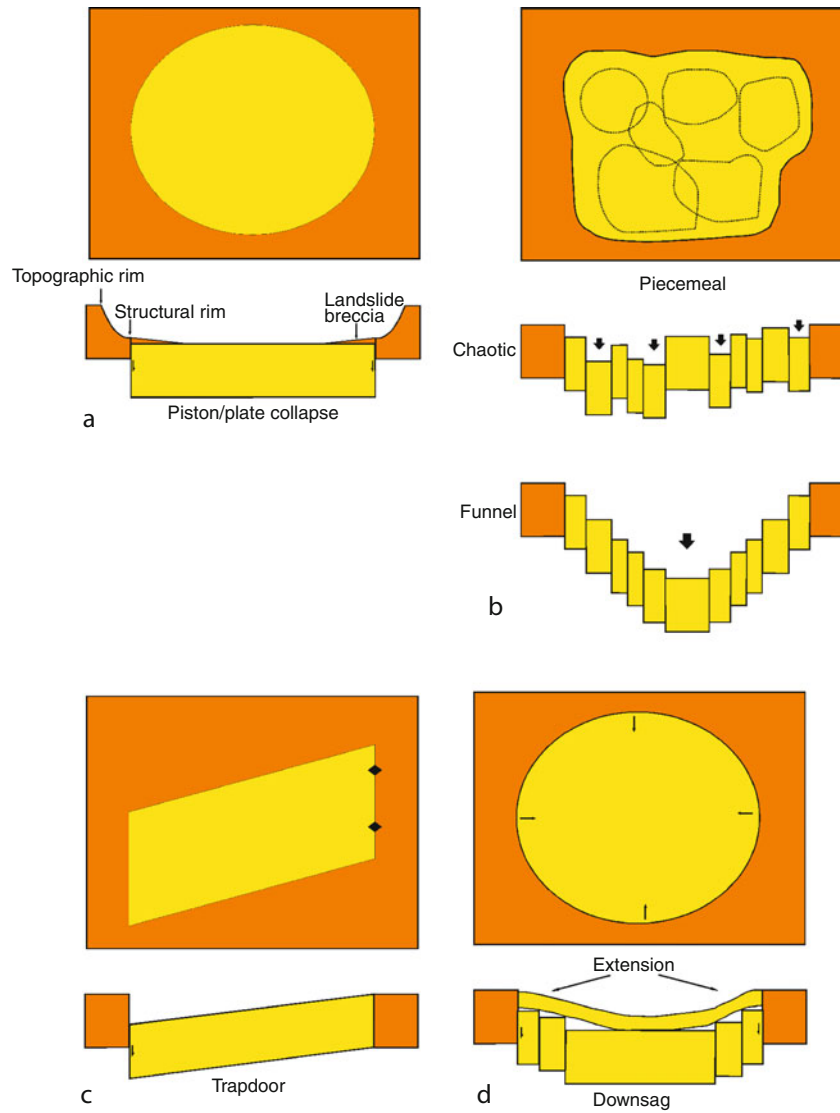 Topographic rim
Structural rim
Landslide
breccia
Piston/plate collapse
a
Piecemeal
Chaotic
Funnel
b
Trapdoor
c
Extension
Downsag
d